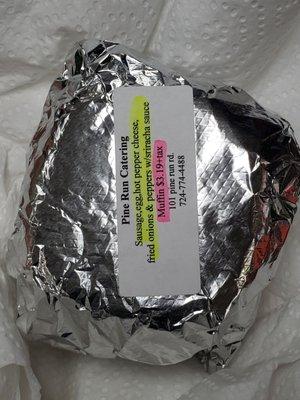 Pine Run Catering
Sausage,egg,hot pepper cheese,
fried onions & peppers w/sriracha sauce
Muffin $3.19+tax
101 pine run rd.
724-774-4488